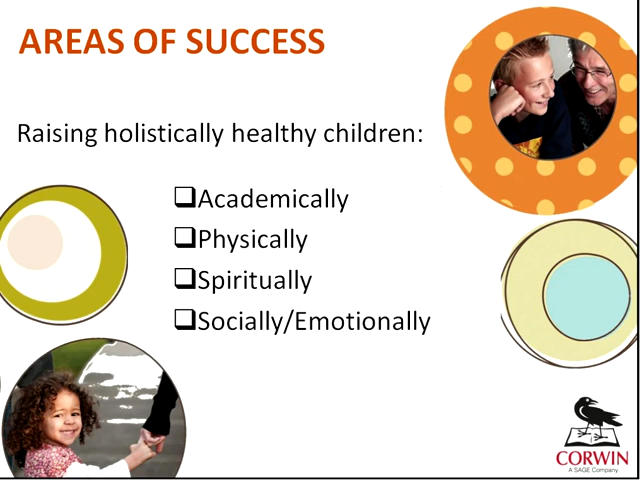 AREAS OF SUCCESS
Raising holistically healthy children:
Academically
Physically
Spiritually
Socially/Emotionally
CORWIN
A SAGE Company